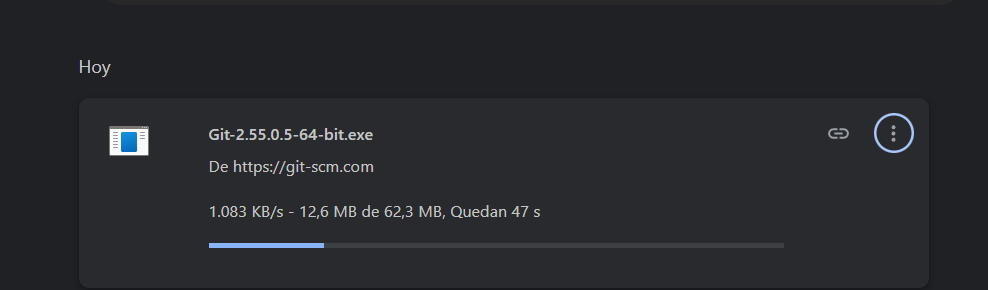 Hoy
Git-2.55.0.5-64-bit.exe
De https://git-scm.com
1.083 KB/s - 12,6 MB de 62,3 MB, Quedan 47 s